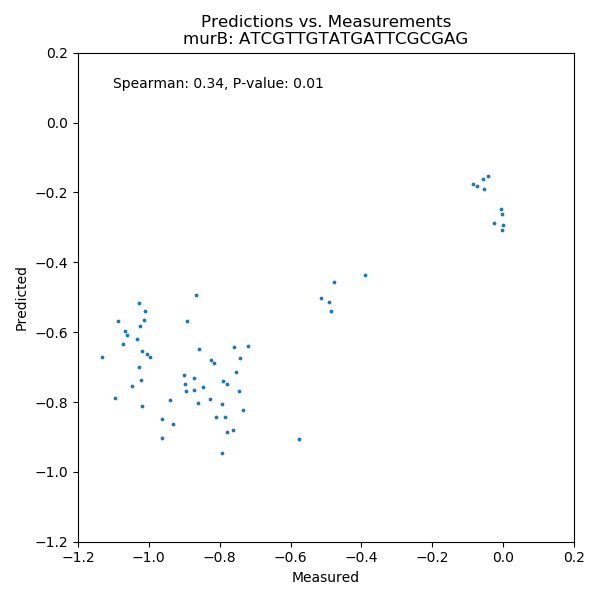 Predictions vs. Measurements
murB: ATCGTTGTATGATTCGCGAG
Spearman: 0.34, P-value: 0.01
0.2
0.0
−0.2
−0.4
−0.6
−0.8
−1.0
−1.2
Predicted
−1.2 −1.0 −0.8 −0.6 −0.4 −0.2 0.0 0.2
Measured